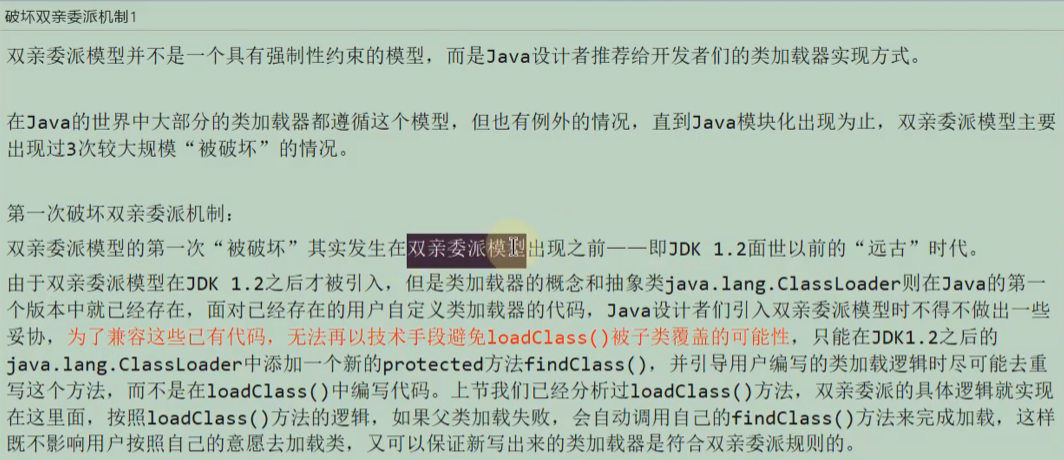 破坏双亲委派机制1
双亲委派模型并不是一个具有强制性约束的模型，而是Java设计者推荐给开发者们的类加载器实现方式。
在Java的世界中大部分的类加载器都遵循这个模型，但也有例外的情况，直到Java模块化出现为止，双亲委派模型主要
出现过3次较大规模“被破坏”的情况。
第一次破坏双亲委派机制：
双亲委派模型的第一次“被破坏”其实发生在双亲委派模型出现之前——即JDK 1.2面世以前的“远古”时代。
由于双亲委派模型在JDK 1.2之后才被引入，但是类加载器的概念和抽象类java.lang.ClassLoader则在Java的第一
个版本中就已经存在，面对已经存在的用户自定义类加载器的代码，Java设计者们引入双亲委派模型时不得不做出一些
妥协，为了兼容这些已有代码，无法再以技术手段避免loadClass()被子类覆盖的可能性，只能在JDK1.2之后的
java.lang.ClassLoader中添加一个新的protected方法findClass()，并引导用户编写的类加载逻辑时尽可能去重
写这个方法，而不是在loadClass()中编写代码。上节我们已经分析过loadClass()方法，双亲委派的具体逻辑就实现
在这里面，按照loadClass()方法的逻辑，如果父类加载失败，会自动调用自己的findClass()方法来完成加载，这样
既不影响用户按照自己的意愿去加载类，又可以保证新写出来的类加载器是符合双亲委派规则的。